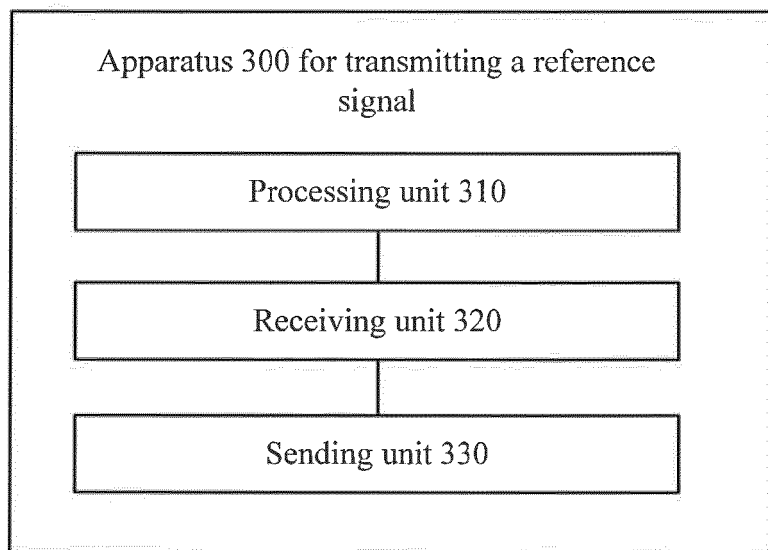 Apparatus 300 for transmitting a reference
signal
Processing unit 310
Receiving unit 320
Sending unit 330